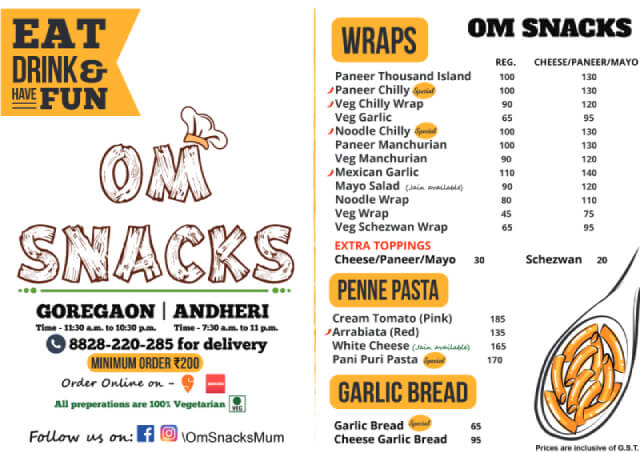 EAT
DRINK &
HAVE FUN
OM
SNACKS
GOREGAON | ANDHERI
Time - 11:30 a.m. to 10:30 p.m. Time - 7:30 a.m. to 11 p.m.
8828-220-285 for delivery
MINIMUM ORDER ₹200
Order Online on -
All preperations are 100% Vegetarian VEG
Follow us on: \OmSnacksMum
OM SNACKS
WRAPS
REG. CHEESE/PANEER/MAYO
Paneer Thousand Island 100 130
Paneer Chilly Special 100 130
Veg Chilly Wrap 90 120
Veg Garlic 65 95
Noodle Chilly Special 100 130
Paneer Manchurian 100 130
Veg Manchurian 90 120
Mexican Garlic 110 140
Mayo Salad (Jain available) 90 120
Noodle Wrap 80 110
Veg Wrap 45 75
Veg Schezwan Wrap 65 95
EXTRA TOPPINGS
Cheese/Paneer/Mayo 30 Schezwan 20
PENNE PASTA
Cream Tomato (Pink) 185
Arrabiata (Red) 135
White Cheese (Jain available) 165
Pani Puri Pasta Special 170
GARLIC BREAD
Garlic Bread Special 65
Cheese Garlic Bread 95
Prices are inclusive of G.S.T.